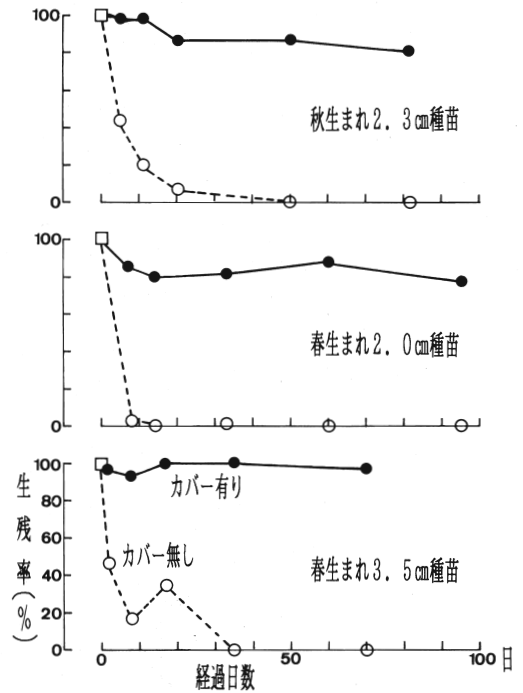 100
秋生まれ2.3㎝種苗
0
100
春生まれ2.0㎝種苗
0
100
カバー有り
80
60
カバー無し
40
春生まれ3.5㎝種苗
20
0
生残率(%)
0 50 100 日
経過日数